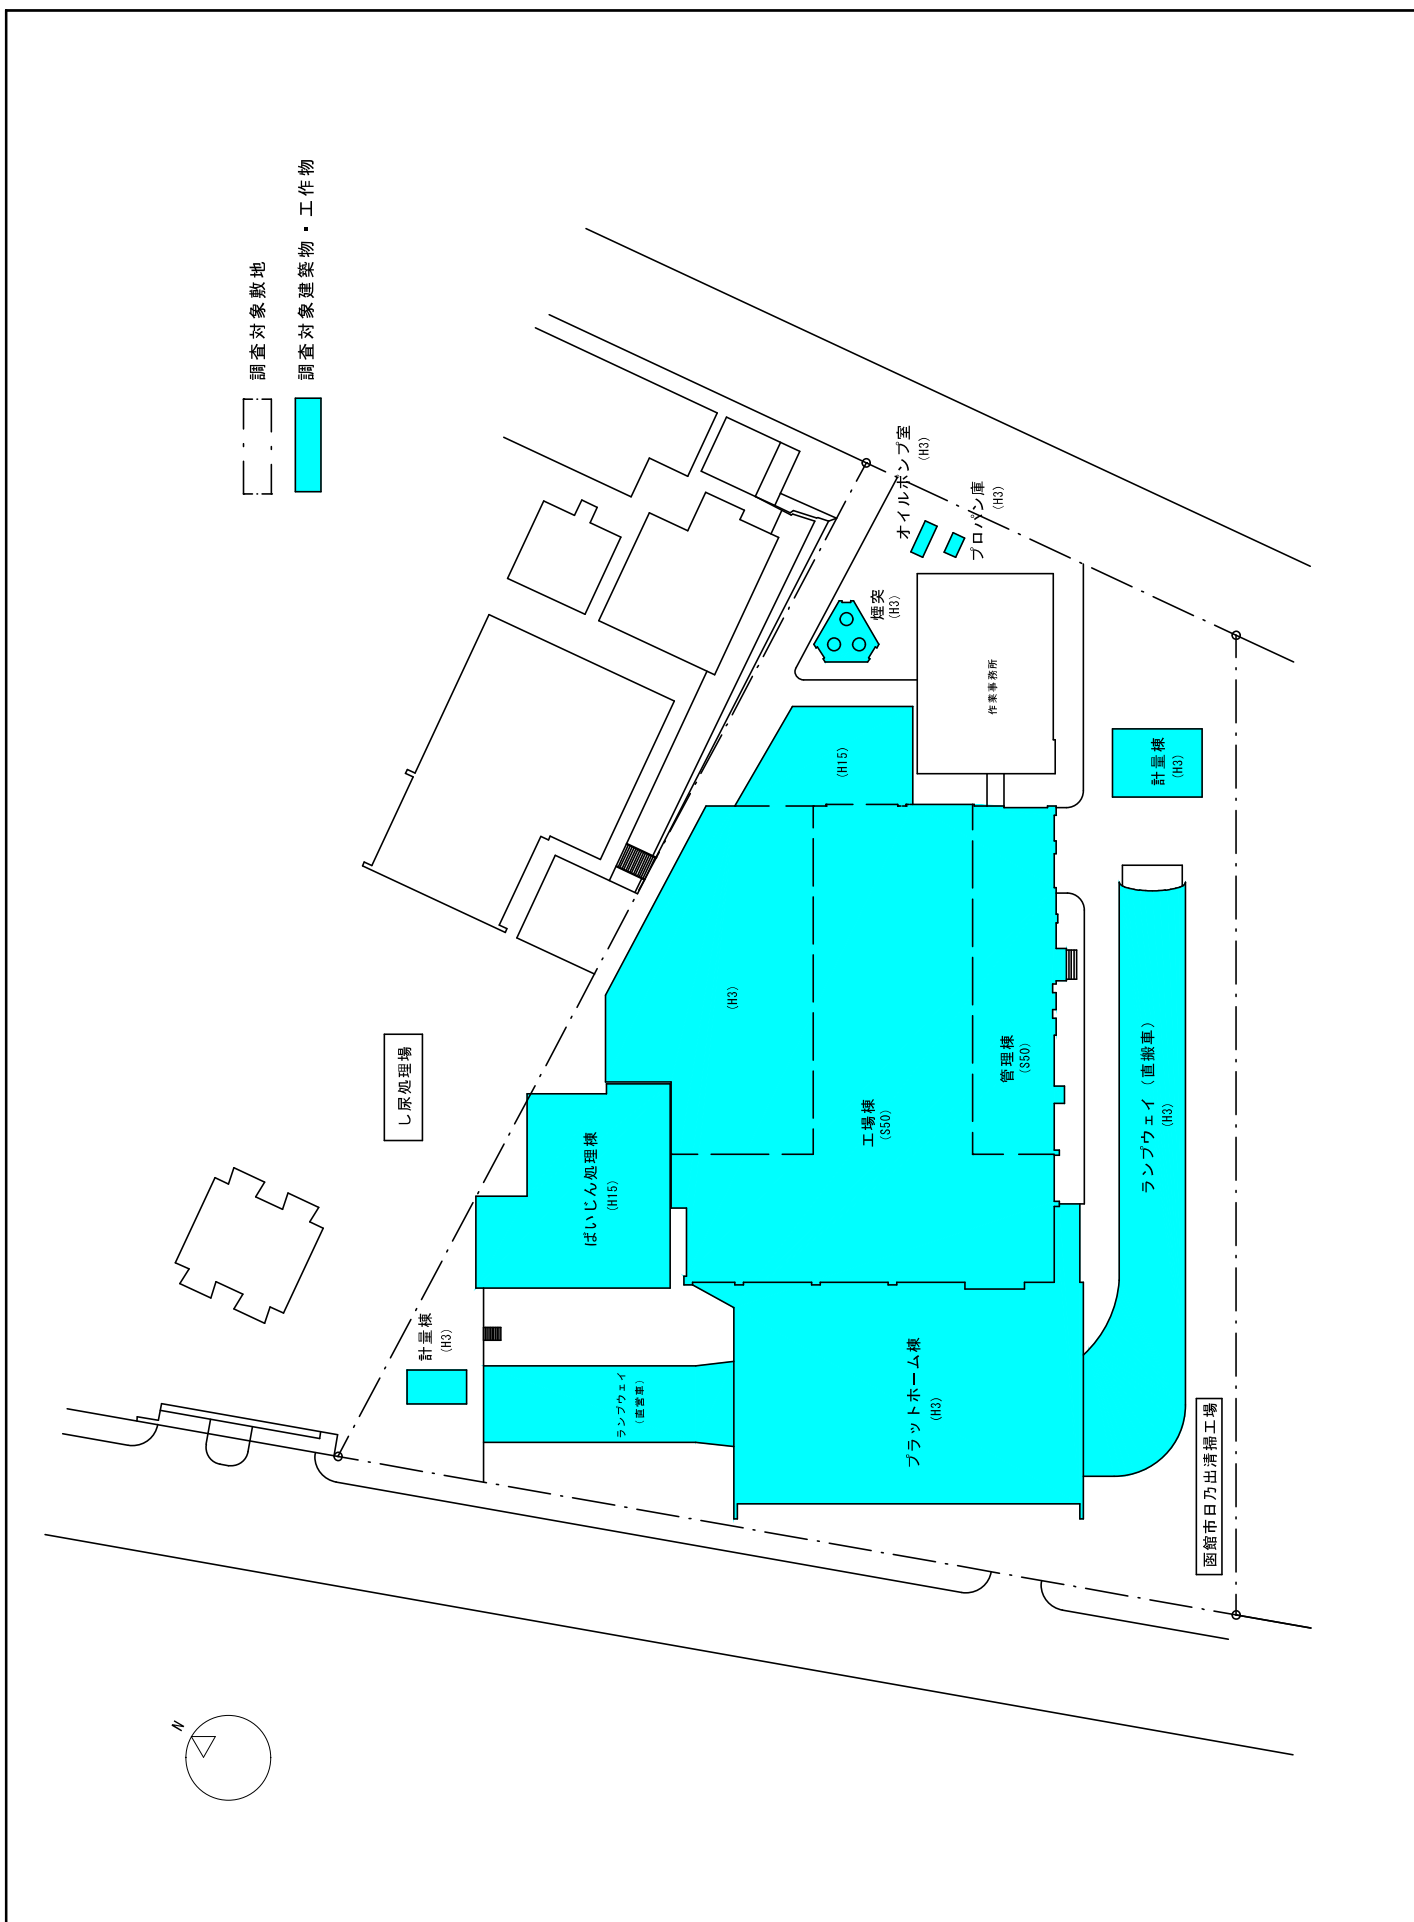 調査対象敷地
調査対象建築物・工作物
オイルポンプ室
(H3)
プロパン庫
(H3)
煙突
(H3)
作業事務所
計量棟
(H3)
(H15)
(H3)
管理棟
(S50)
工場棟
(S50)
ランプウェイ(直搬車)
(H3)
し尿処理場
ばいじん処理棟
(H15)
計量棟
(H3)
ランプウェイ
(直営車)
プラットホーム棟
(H3)
函館市日乃出清掃工場
N